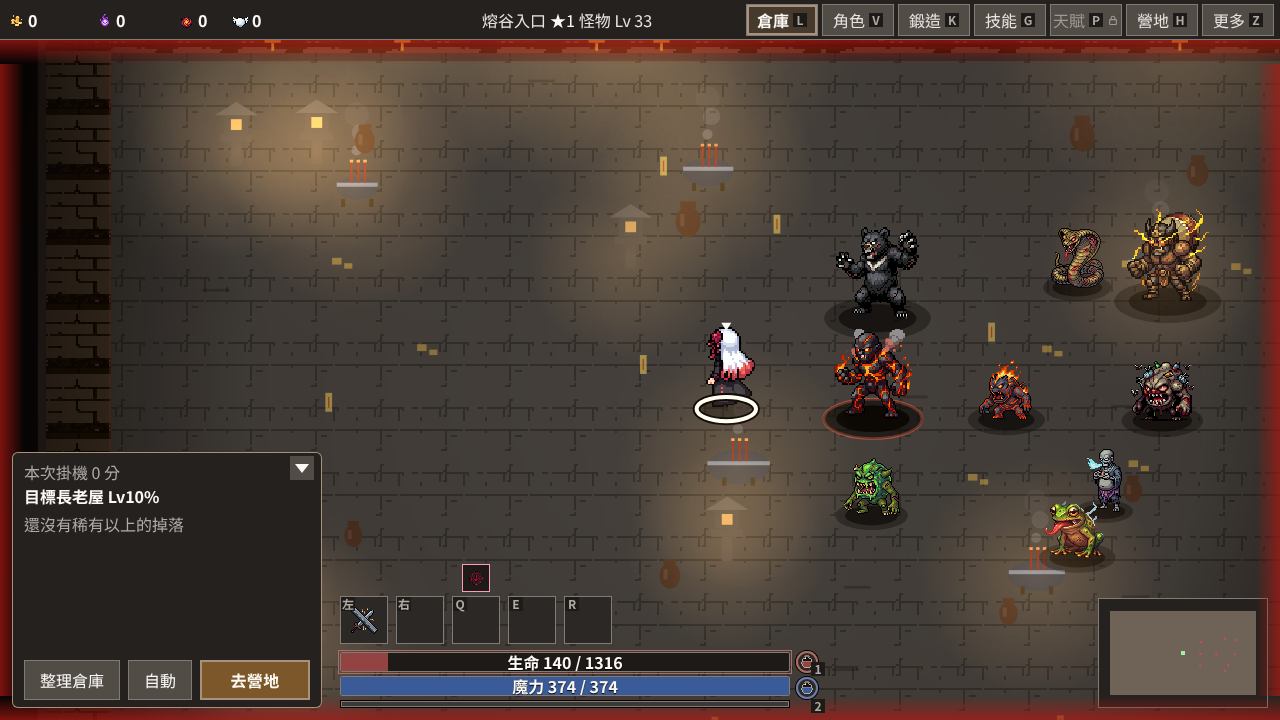 0
0
0
0
熔谷入口 ★1 怪物 Lv 33
倉庫 L
角色 V
鍛造 K
技能 G
天賦 P
營地 H
更多 Z
本次掛機 0 分
目標長老屋 Lv10%
還沒有稀有以上的掉落
整理倉庫
自動
去營地
左
右
Q
E
R
生命 140 / 1316
1
魔力 374 / 374
2